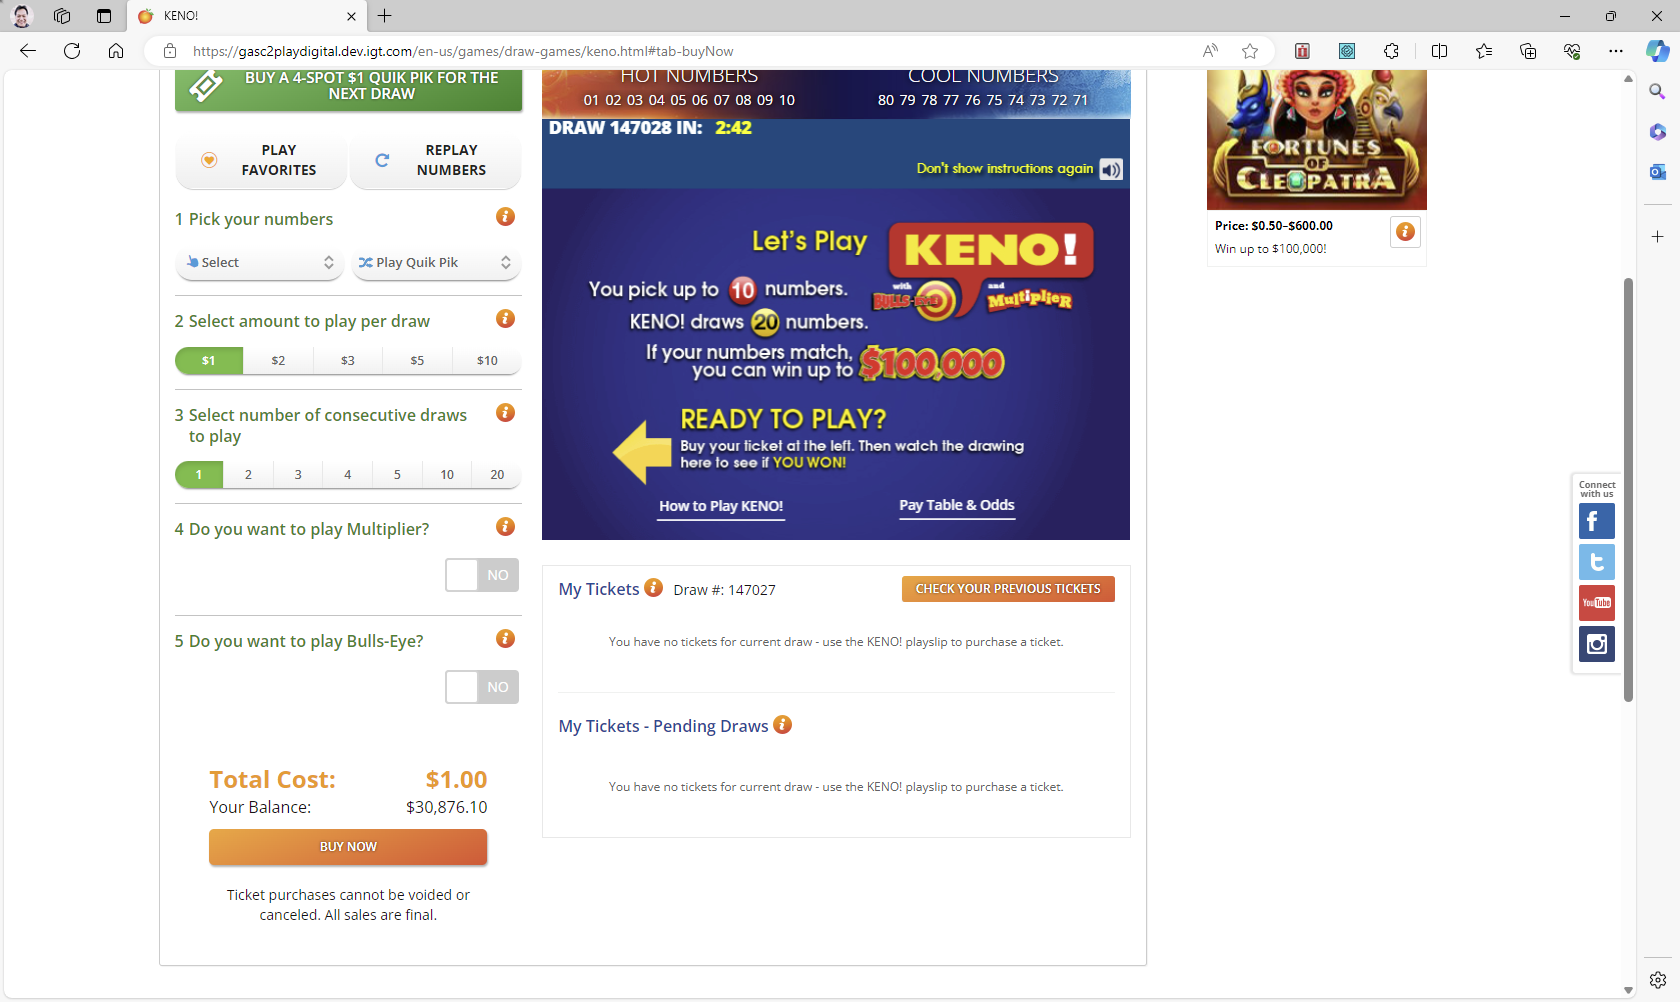 KENO!
https://gasc2playdigital.dev.igt.com/en-us/games/draw-games/keno.html#tab-buyNow
BUY A 4-SPOT $1 QUIK PIK FOR THE
NEXT DRAW
PLAY
FAVORITES
REPLAY
NUMBERS
1 Pick your numbers
Select
Play Quik Pik
2 Select amount to play per draw
$1 $2 $3 $5 $10
3 Select number of consecutive draws
to play
1 2 3 4 5 10 20
4 Do you want to play Multiplier?
NO
5 Do you want to play Bulls-Eye?
NO
Total Cost: $1.00
Your Balance: $30,876.10
BUY NOW
Ticket purchases cannot be voided or
canceled. All sales are final.
HOT NUMBERS
01 02 03 04 05 06 07 08 09 10
COOL NUMBERS
80 79 78 77 76 75 74 73 72 71
DRAW 147028 IN: 2:42
Don't show instructions again
Let's Play
KENO!
with
BULLS-EYE
and
Multiplier
You pick up to 10 numbers.
KENO! draws 20 numbers.
If your numbers match,
you can win up to $100,000
READY TO PLAY?
Buy your ticket at the left. Then watch the drawing
here to see if YOU WON!
How to Play KENO!
Pay Table & Odds
My Tickets
Draw #: 147027
CHECK YOUR PREVIOUS TICKETS
You have no tickets for current draw - use the KENO! playslip to purchase a ticket.
My Tickets - Pending Draws
You have no tickets for current draw - use the KENO! playslip to purchase a ticket.
FORTUNES
OF
CLEOPATRA
Price: $0.50-$600.00
Win up to $100,000!
Connect
with us
YouTube